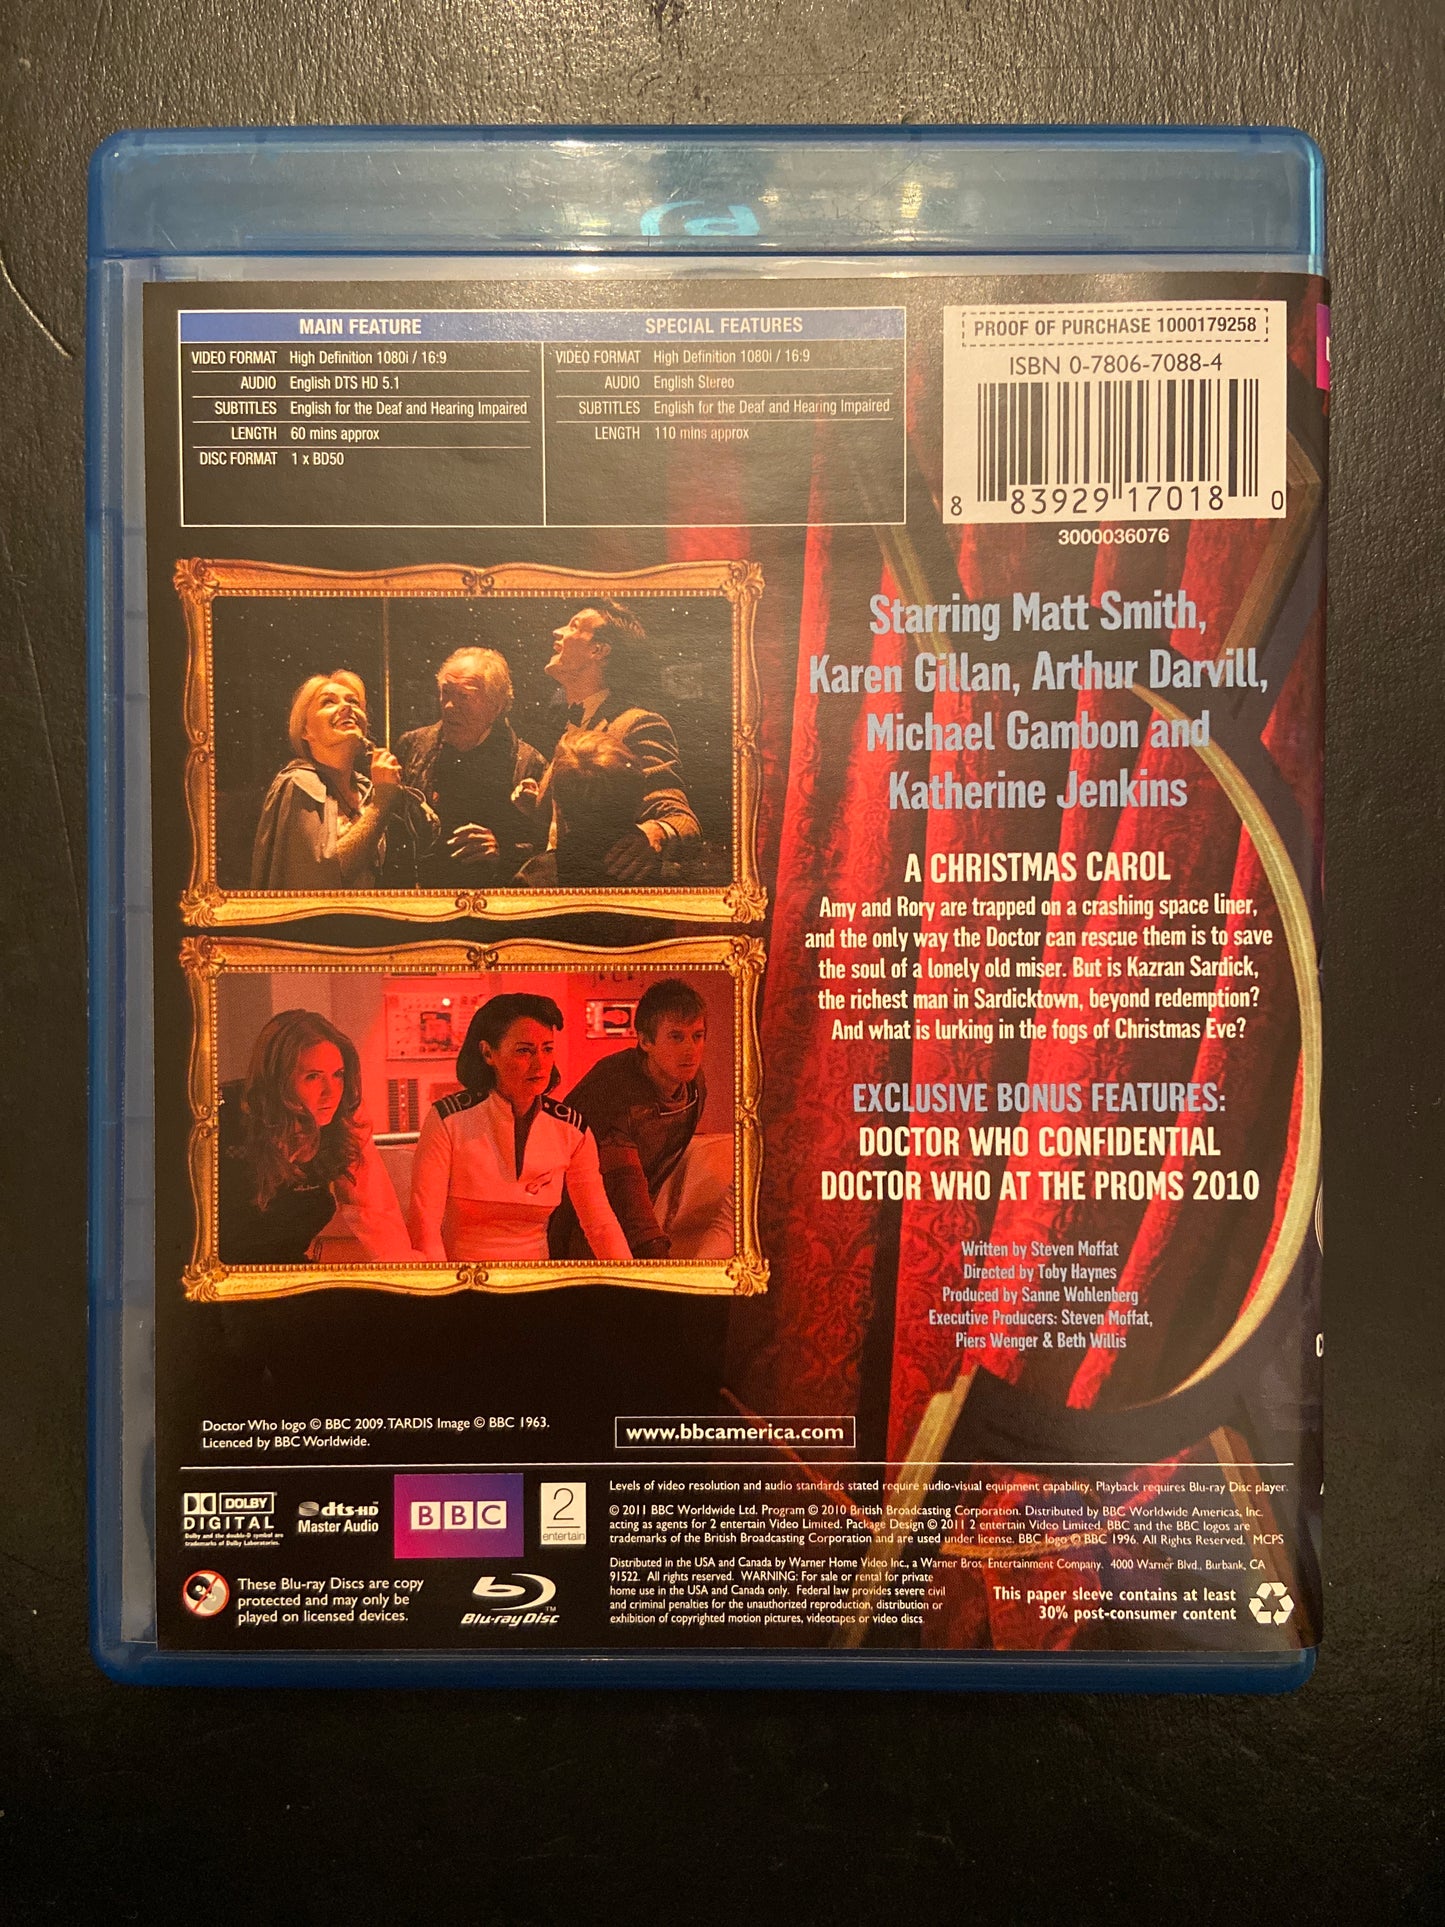 MAIN FEATURE
VIDEO FORMAT High Definition 1080i / 16:9
AUDIO English DTS HD 5.1
SUBTITLES English for the Deaf and Hearing Impaired
LENGTH 60 mins approx
DISC FORMAT 1 x BD50
SPECIAL FEATURES
VIDEO FORMAT High Definition 1080i / 16:9
AUDIO English Stereo
SUBTITLES English for the Deaf and Hearing Impaired
LENGTH 110 mins approx
PROOF OF PURCHASE 1000179258
ISBN 0-7806-7088-4
8 83929 17018 0
3000036076
Starring Matt Smith,
Karen Gillan, Arthur Darvill,
Michael Gambon and
Katherine Jenkins
A CHRISTMAS CAROL
Amy and Rory are trapped on a crashing space liner,
and the only way the Doctor can rescue them is to save
the soul of a lonely old miser. But is Kazran Sardick,
the richest man in Sardicktown, beyond redemption?
And what is lurking in the fogs of Christmas Eve?
EXCLUSIVE BONUS FEATURES:
DOCTOR WHO CONFIDENTIAL
DOCTOR WHO AT THE PROMS 2010
Written by Steven Moffat
Directed by Toby Haynes
Produced by Sanne Wohlenberg
Executive Producers: Steven Moffat,
Piers Wenger & Beth Willis
Doctor Who logo © BBC 2009. TARDIS Image © BBC 1963.
Licenced by BBC Worldwide.
www.bbcamerica.com
DOLBY
DIGITAL
Dolby and the double-D symbol are
trademarks of Dolby Laboratories.
dts-HD
Master Audio
BBC
2
entertain
Levels of video resolution and audio standards stated require audio-visual equipment capability. Playback requires Blu-ray Disc player.
© 2011 BBC Worldwide Ltd. Program © 2010 British Broadcasting Corporation. Distributed by BBC Worldwide Americas, Inc.
acting as agents for 2 entertain Video Limited. Package Design © 2011 2 entertain Video Limited. BBC and the BBC logos are
trademarks of the British Broadcasting Corporation and are used under license. BBC logo © BBC 1996. All Rights Reserved. MCPS
Distributed in the USA and Canada by Warner Home Video Inc., a Warner Bros. Entertainment Company. 4000 Warner Blvd., Burbank, CA
91522. All rights reserved. WARNING: For sale or rental for private
home use in the USA and Canada only. Federal law provides severe civil
and criminal penalties for the unauthorized reproduction, distribution or
exhibition of copyrighted motion pictures, videotapes or video discs.
These Blu-ray Discs are copy
protected and may only be
played on licensed devices.
Blu-ray Disc
TM
This paper sleeve contains at least
30% post-consumer content